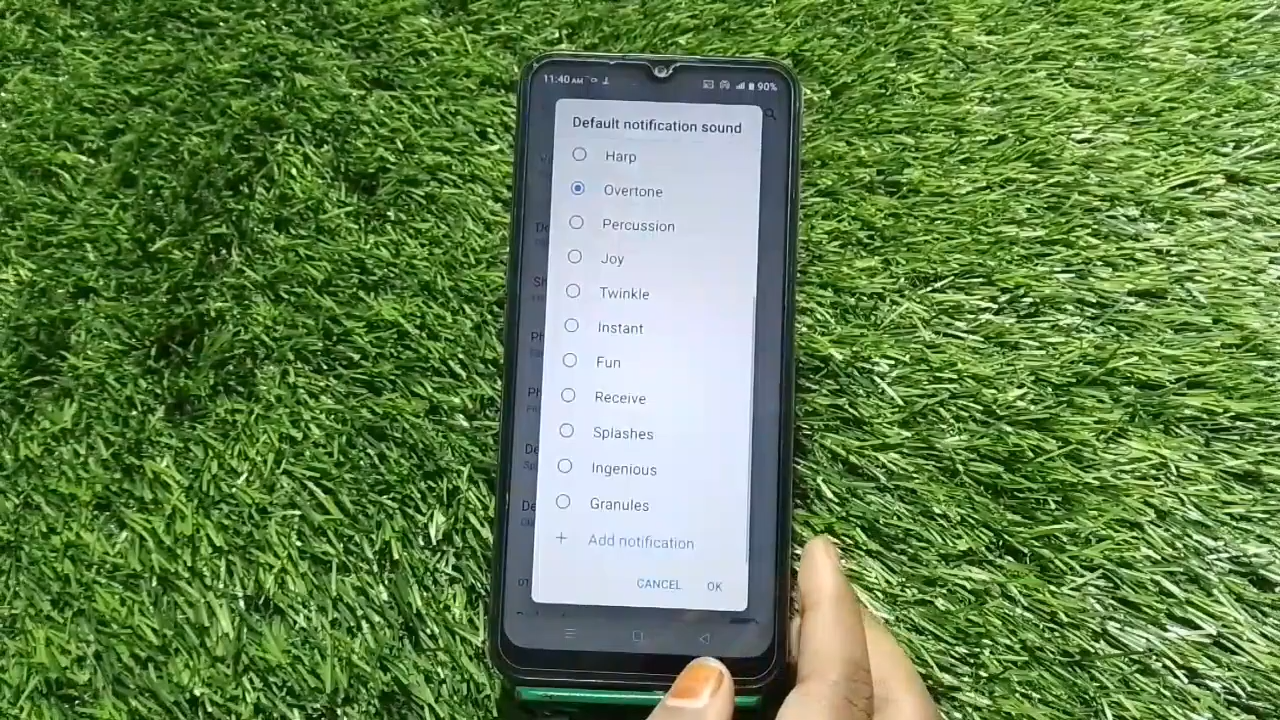 11:40 AM
90%
Default notification sound
Harp
Overtone
Percussion
Joy
Twinkle
Instant
Fun
Receive
Splashes
Ingenious
Granules
Add notification
CANCEL OK